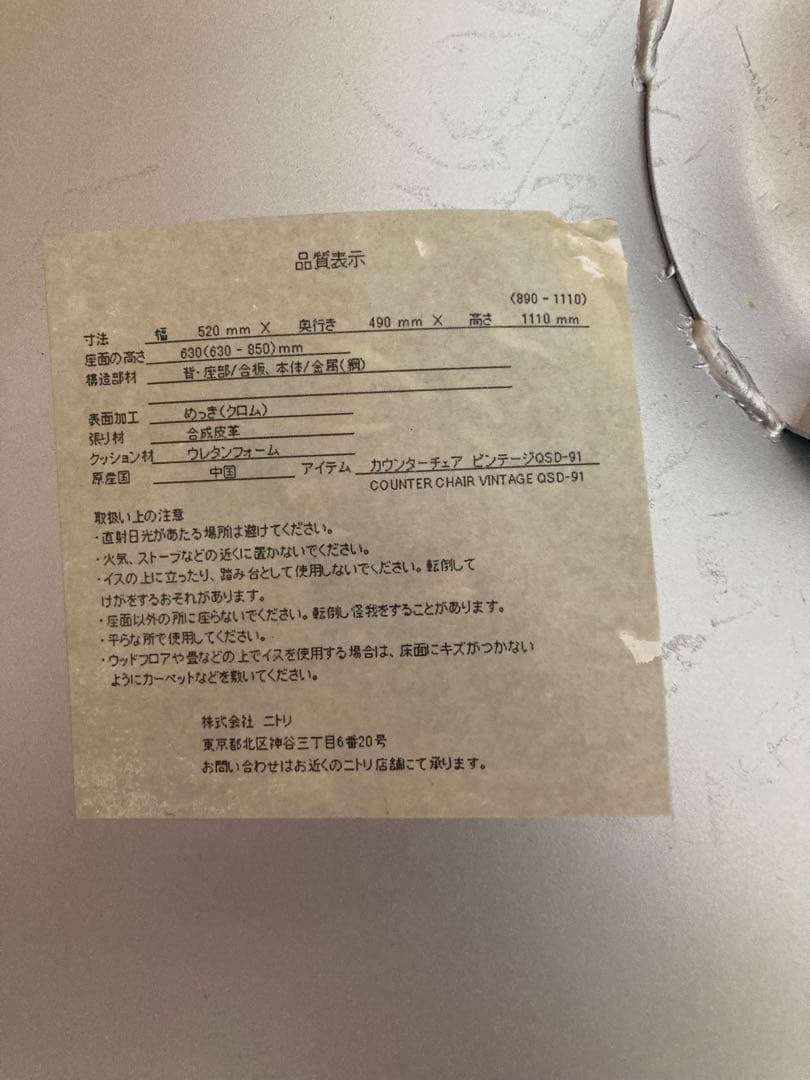 品質表示
(890 - 1110)
寸法 幅 520 mm X 奥行き 490 mm X 高さ 1110 mm
座面の高さ 630(630 - 850)mm
構造部材 背・座部/合板、本体/金属(鋼)
表面加工 めっき(クロム)
張り材 合成皮革
クッション材 ウレタンフォーム
原産国 中国 アイテム カウンターチェア ビンテージQSD-91
COUNTER CHAIR VINTAGE QSD-91
取扱い上の注意
・直射日光があたる場所は避けてください。
・火気、ストーブなどの近くに置かないでください。
・イスの上に立ったり、踏み台として使用しないでください。転倒して
けがをするおそれがあります。
・座面以外の所に座らないでください。転倒し怪我をすることがあります。
・平らな所で使用してください。
・ウッドフロアや畳などの上でイスを使用する場合は、床面にキズがつかない
ようにカーペットなどを敷いてください。
株式会社 ニトリ
東京都北区神谷三丁目6番20号
お問い合わせはお近くのニトリ店舗にて承ります。